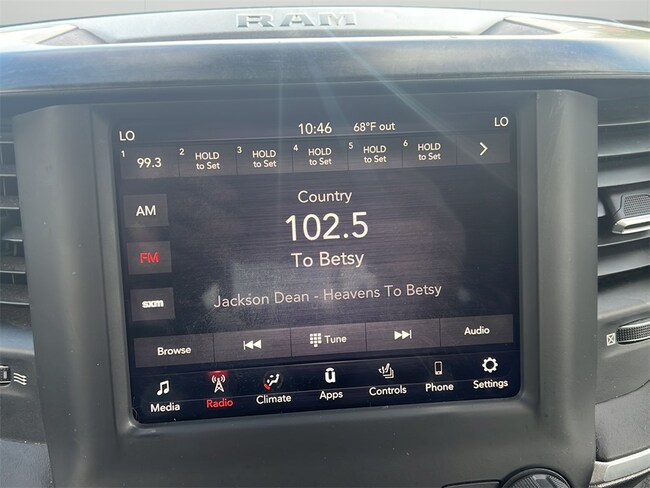 RAM
LO 10:46 68°F out LO
1 99.3 2 HOLD to Set 3 HOLD to Set 4 HOLD to Set 5 HOLD to Set 6 HOLD to Set
AM
FM
sxm
Country
102.5
To Betsy
Jackson Dean - Heavens To Betsy
Browse Tune Audio
Media Radio Climate Apps Controls Phone Settings